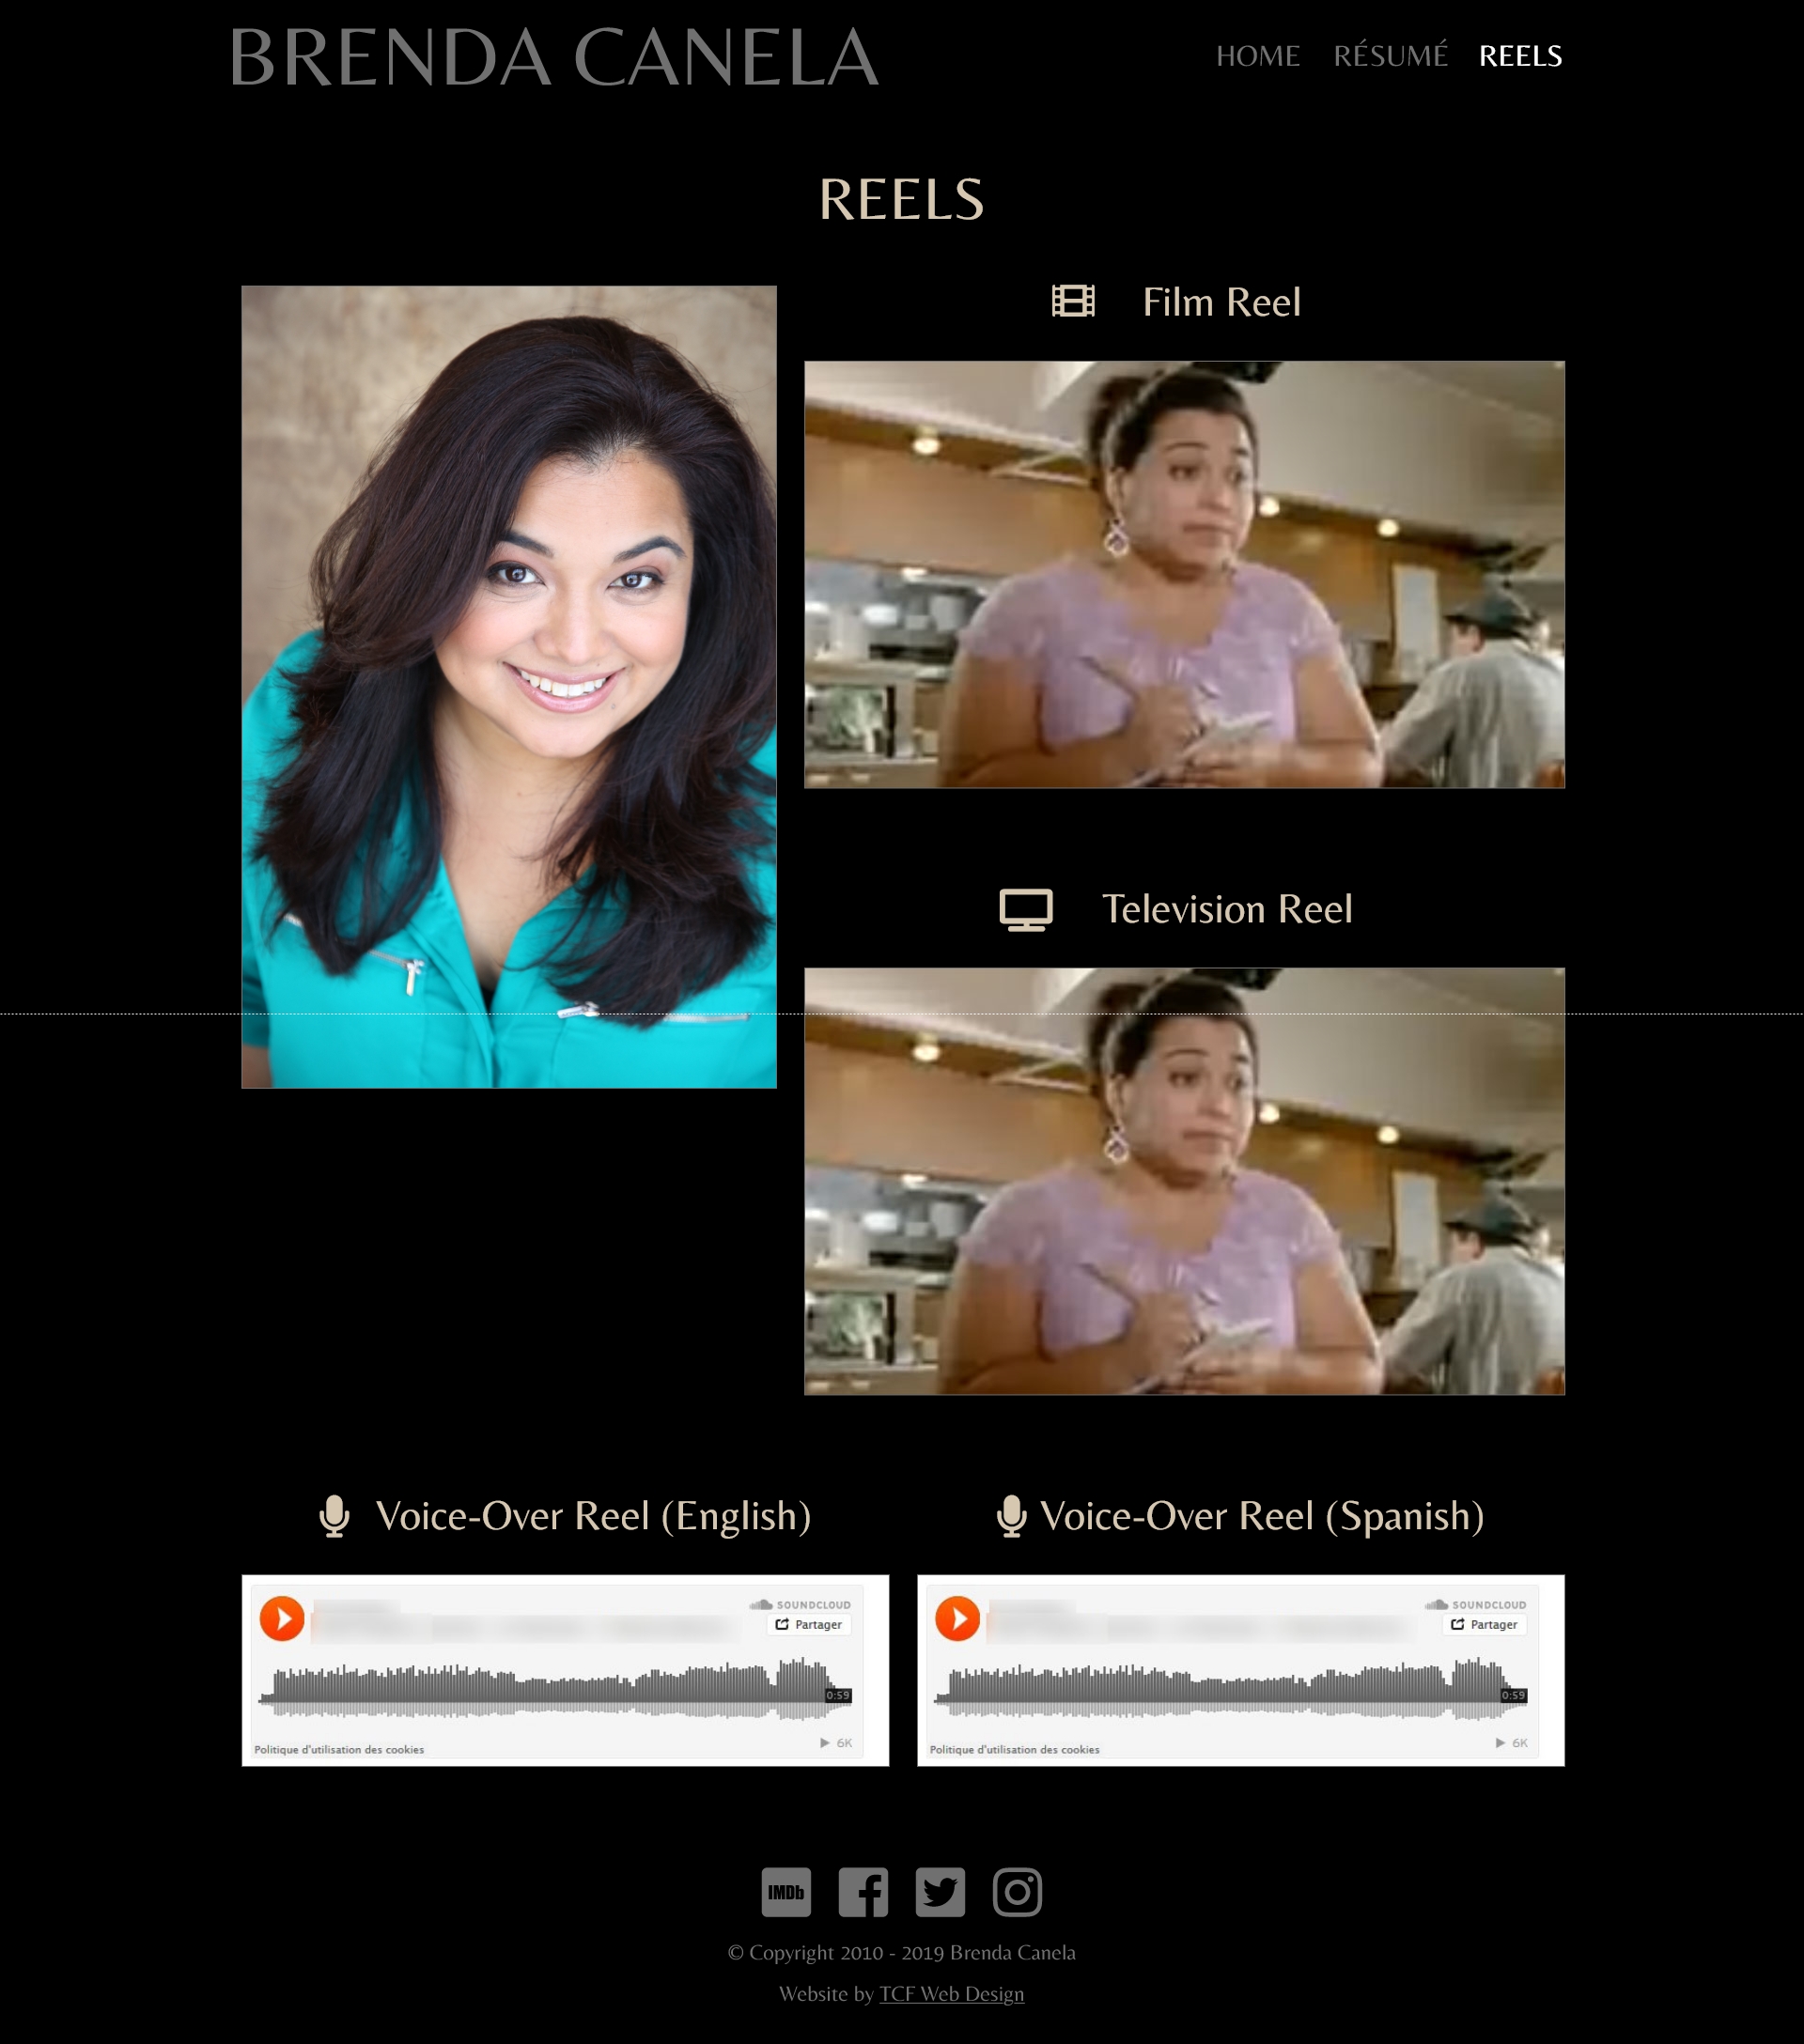 BRENDA CANELA
HOME RÉSUMÉ REELS
REELS
Film Reel
Television Reel
Voice-Over Reel (English)
Voice-Over Reel (Spanish)
SOUNDCLOUD
Partager
0:59
6K
Politique d'utilisation des cookies
SOUNDCLOUD
Partager
0:59
6K
Politique d'utilisation des cookies
IMDb
© Copyright 2010 - 2019 Brenda Canela
Website by TCF Web Design